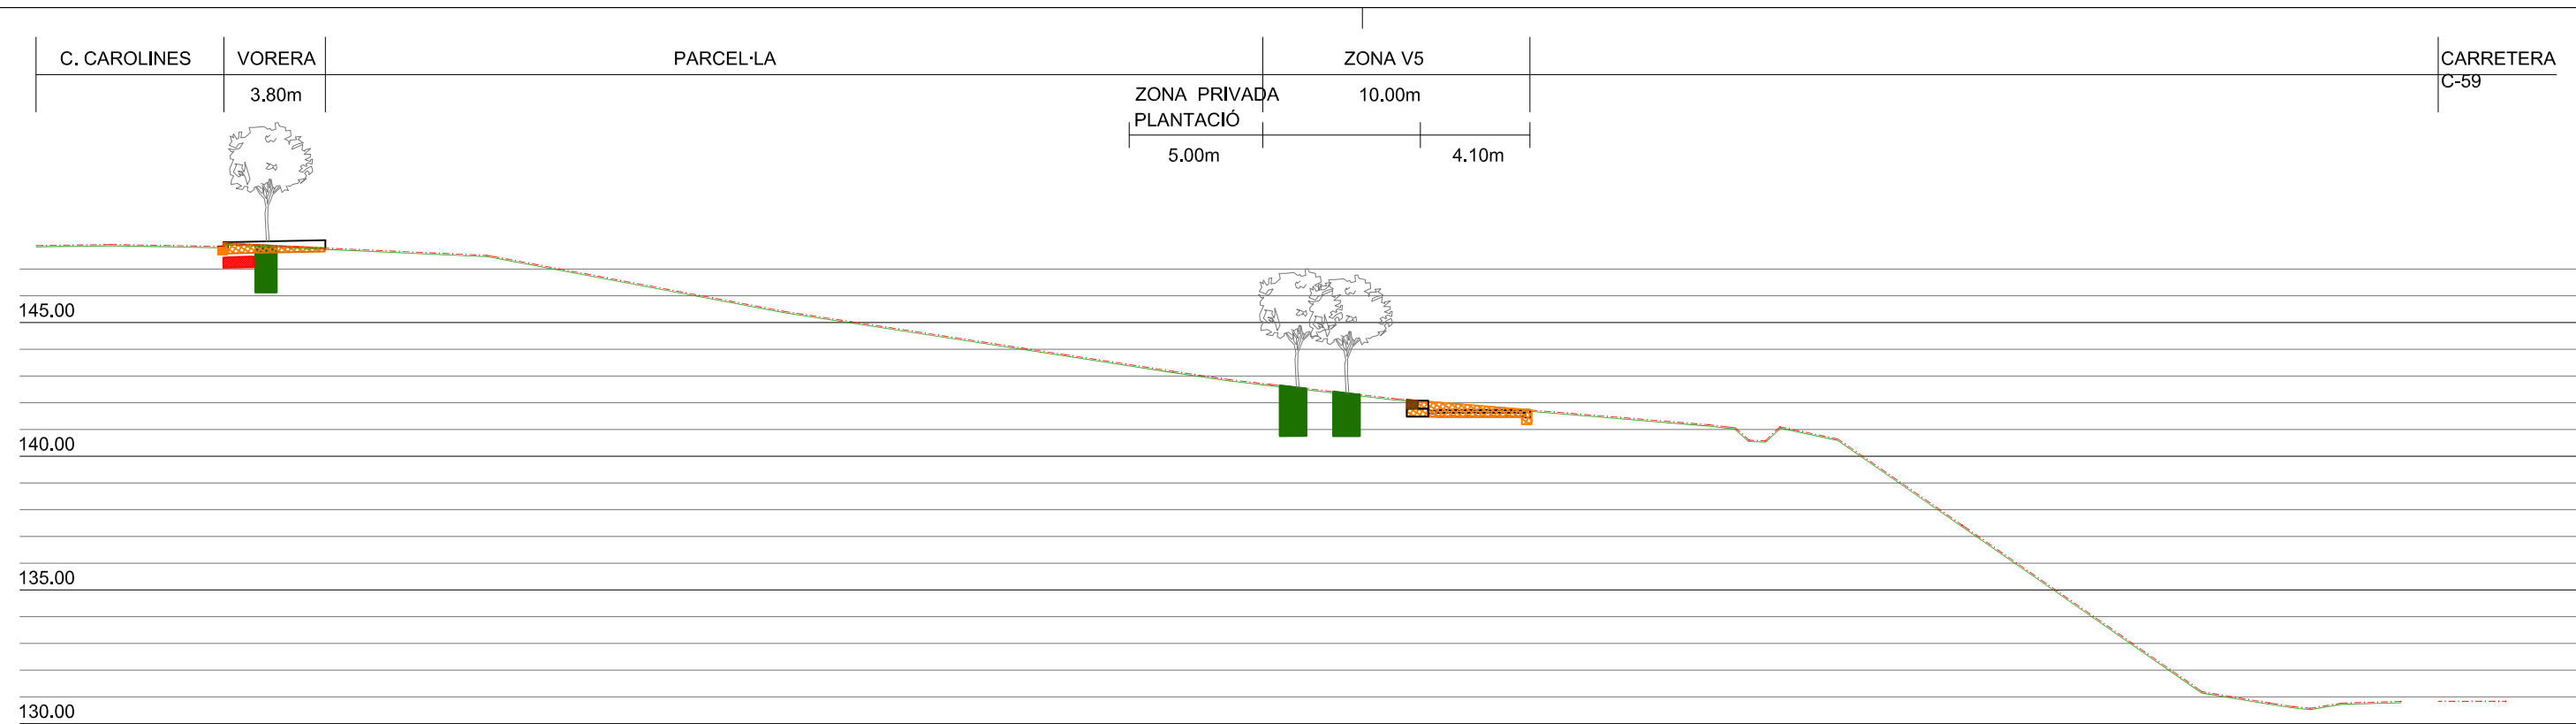 C. CAROLINES
VORERA
PARCEL·LA
ZONA V5
CARRETERA
C-59
3.80m
ZONA PRIVADA
PLANTACIÓ
10.00m
5.00m
4.10m
145.00
140.00
135.00
130.00